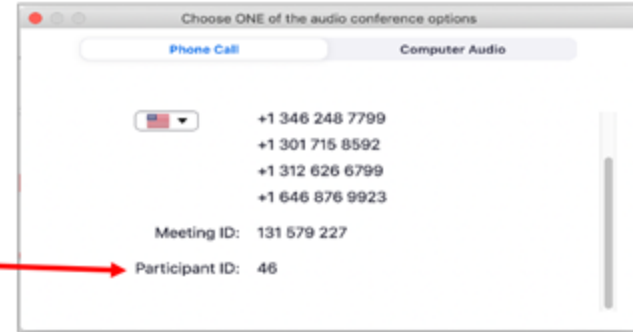 Choose ONE of the audio conference options
Phone Call Computer Audio
+1 346 248 7799
+1 301 715 8592
+1 312 626 6799
+1 646 876 9923
Meeting ID: 131 579 227
Participant ID: 46